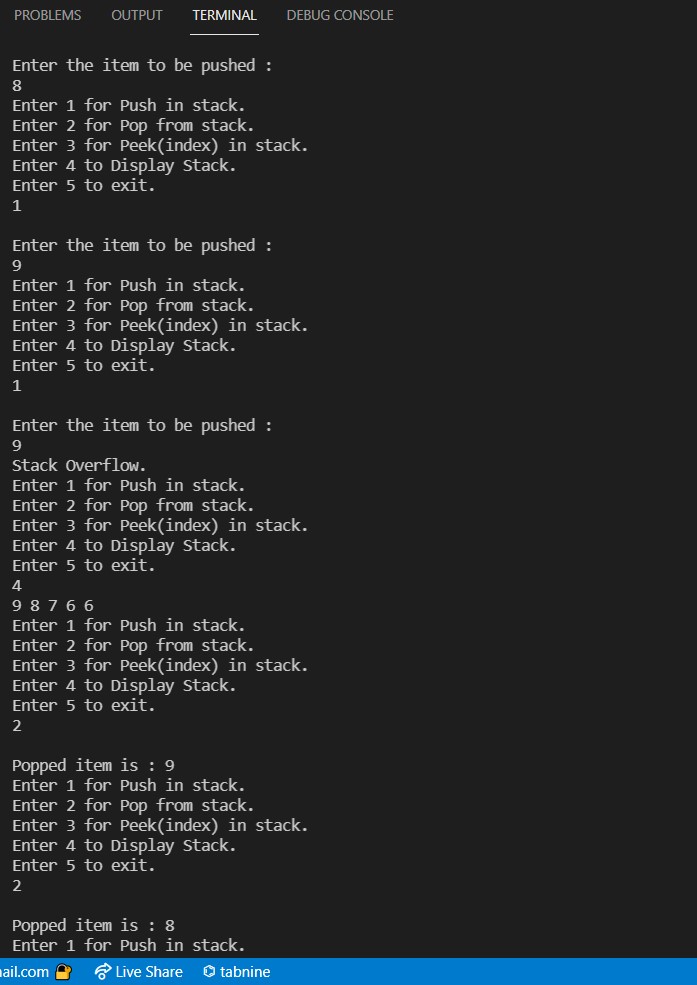 PROBLEMS OUTPUT TERMINAL DEBUG CONSOLE
Enter the item to be pushed :
8
Enter 1 for Push in stack.
Enter 2 for Pop from stack.
Enter 3 for Peek(index) in stack.
Enter 4 to Display Stack.
Enter 5 to exit.
1
Enter the item to be pushed :
9
Enter 1 for Push in stack.
Enter 2 for Pop from stack.
Enter 3 for Peek(index) in stack.
Enter 4 to Display Stack.
Enter 5 to exit.
1
Enter the item to be pushed :
9
Stack Overflow.
Enter 1 for Push in stack.
Enter 2 for Pop from stack.
Enter 3 for Peek(index) in stack.
Enter 4 to Display Stack.
Enter 5 to exit.
4
9 8 7 6 6
Enter 1 for Push in stack.
Enter 2 for Pop from stack.
Enter 3 for Peek(index) in stack.
Enter 4 to Display Stack.
Enter 5 to exit.
2
Popped item is : 9
Enter 1 for Push in stack.
Enter 2 for Pop from stack.
Enter 3 for Peek(index) in stack.
Enter 4 to Display Stack.
Enter 5 to exit.
2
Popped item is : 8
Enter 1 for Push in stack.
ail.com Live Share tabnine